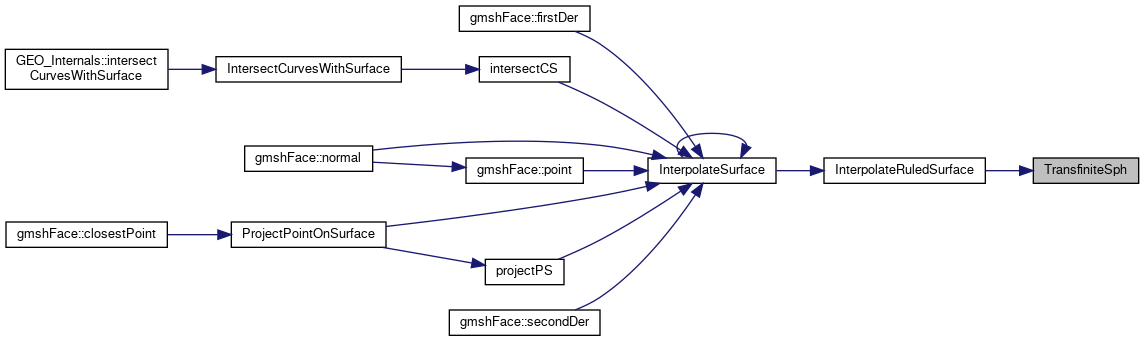 gmshFace::firstDer
GEO_Internals::intersect
CurvesWithSurface
IntersectCurvesWithSurface
intersectCS
gmshFace::normal
gmshFace::point
InterpolateSurface
InterpolateRuledSurface
TransfiniteSph
gmshFace::closestPoint
ProjectPointOnSurface
projectPS
gmshFace::secondDer